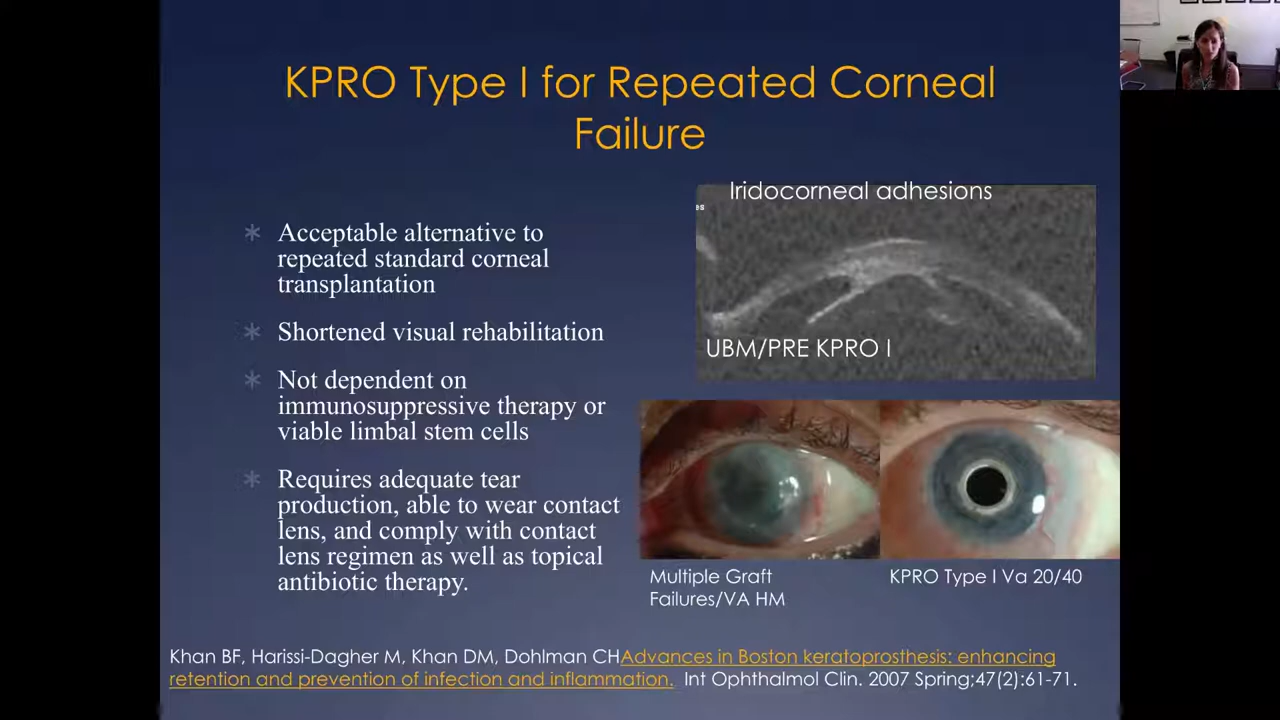 KPRO Type I for Repeated Corneal
Failure
Acceptable alternative to
repeated standard corneal
transplantation
Shortened visual rehabilitation
Not dependent on
immunosuppressive therapy or
viable limbal stem cells
Requires adequate tear
production, able to wear contact
lens, and comply with contact
lens regimen as well as topical
antibiotic therapy.
Iridocorneal adhesions
es
UBM/PRE KPRO I
Multiple Graft
Failures/VA HM
KPRO Type I Va 20/40
Khan BF, Harissi-Dagher M, Khan DM, Dohlman CHAdvances in Boston keratoprosthesis: enhancing
retention and prevention of infection and inflammation. Int Ophthalmol Clin. 2007 Spring;47(2):61-71.